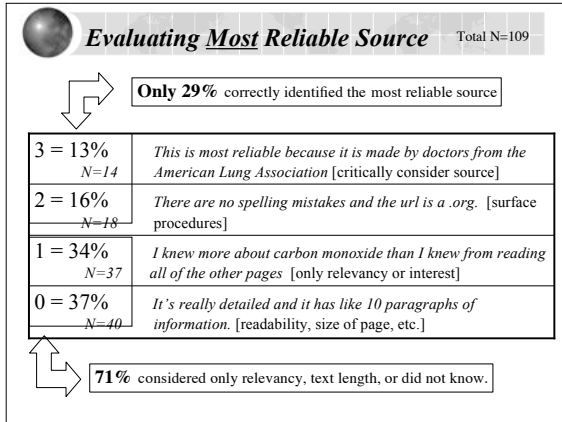 Evaluating Most Reliable Source
Total N=109
Only 29% correctly identified the most reliable source
3 = 13%
N=14
This is most reliable because it is made by doctors from the
American Lung Association [critically consider source]
2 = 16%
N=18
There are no spelling mistakes and the url is a .org. [surface
procedures]
1 = 34%
N=37
I knew more about carbon monoxide than I knew from reading
all of the other pages [only relevancy or interest]
0 = 37%
N=40
It's really detailed and it has like 10 paragraphs of
information. [readability, size of page, etc.]
71% considered only relevancy, text length, or did not know.